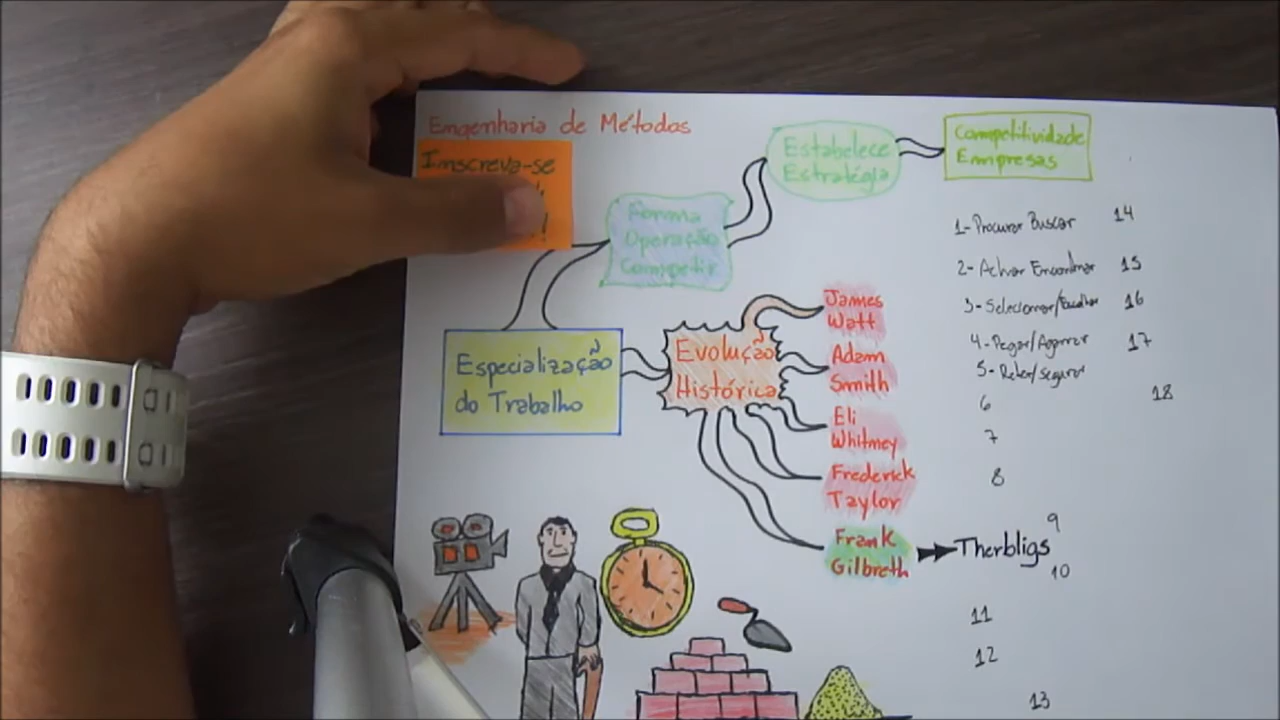 Engenharia de Métodos
Inscreva-se
Forma
Operação
Competir
Estabelece
Estratégia
Competitividade
Empresas
Especialização
do Trabalho
Evolução
Histórica
James
Watt
Adam
Smith
Eli
Whitney
Frederick
Taylor
Frank
Gilbreth
Therbligs
1- Procurar Buscar
2- Achar Encontrar
3- Selecionar/Escolher
4- Pegar/Agarrar
5- Reter/Segurar
6
7
8
9
10
11
12
13
14
15
16
17
18